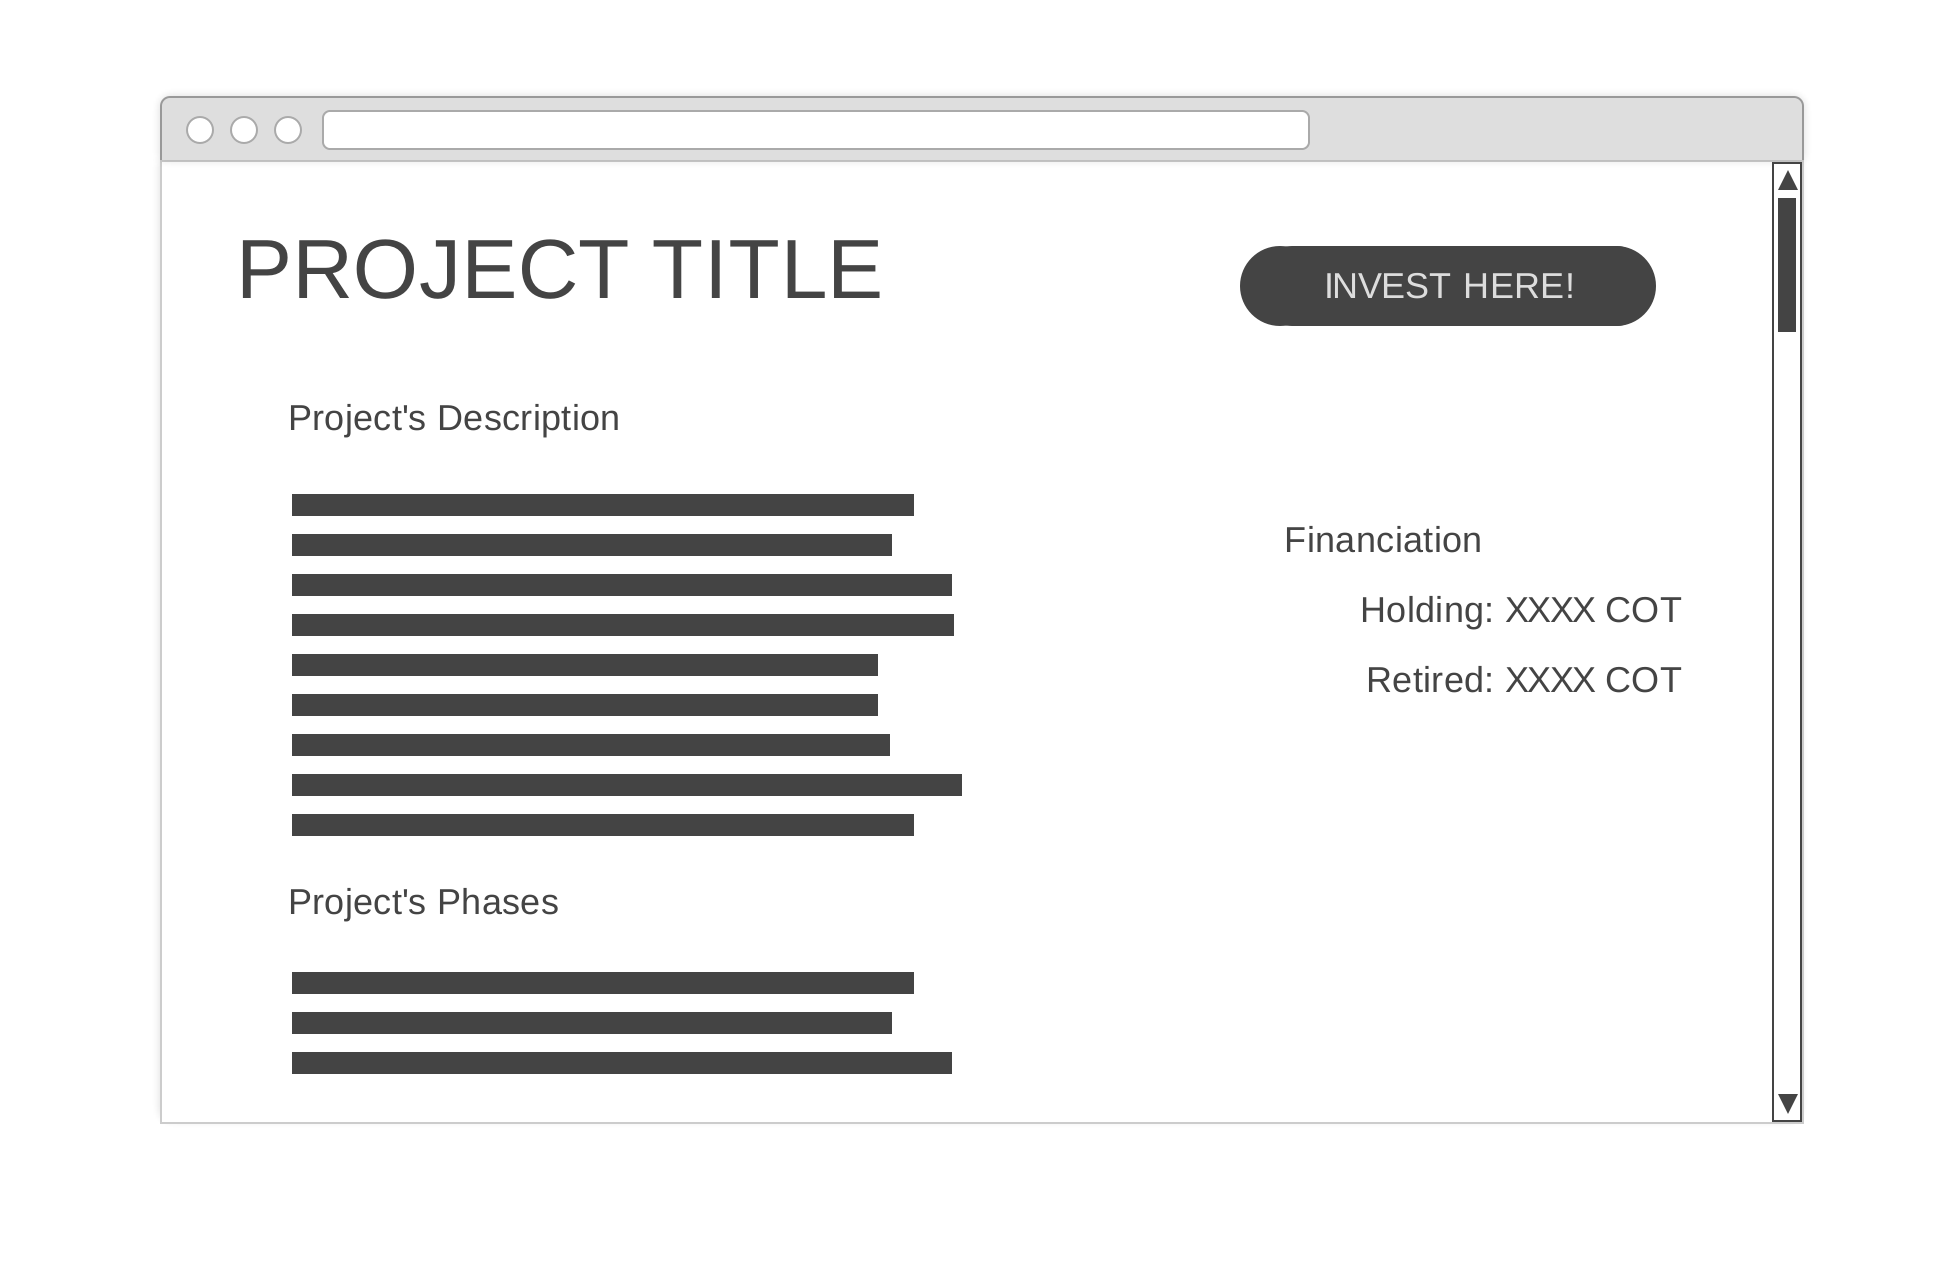 PROJECT TITLE
INVEST HERE!
Project's Description
Financiation
Holding: XXXX COT
Retired: XXXX COT
Project's Phases